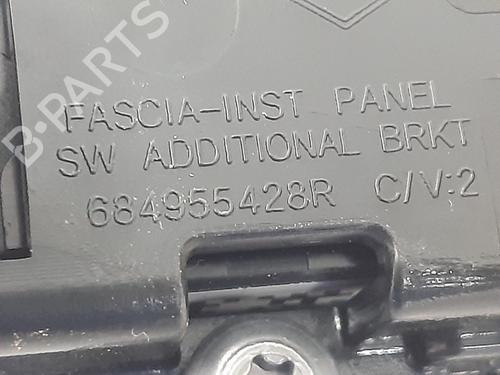 B-PARTS
FASCIA-INST PANEL
SW ADDITIONAL BRKT
684955428R C/V:2